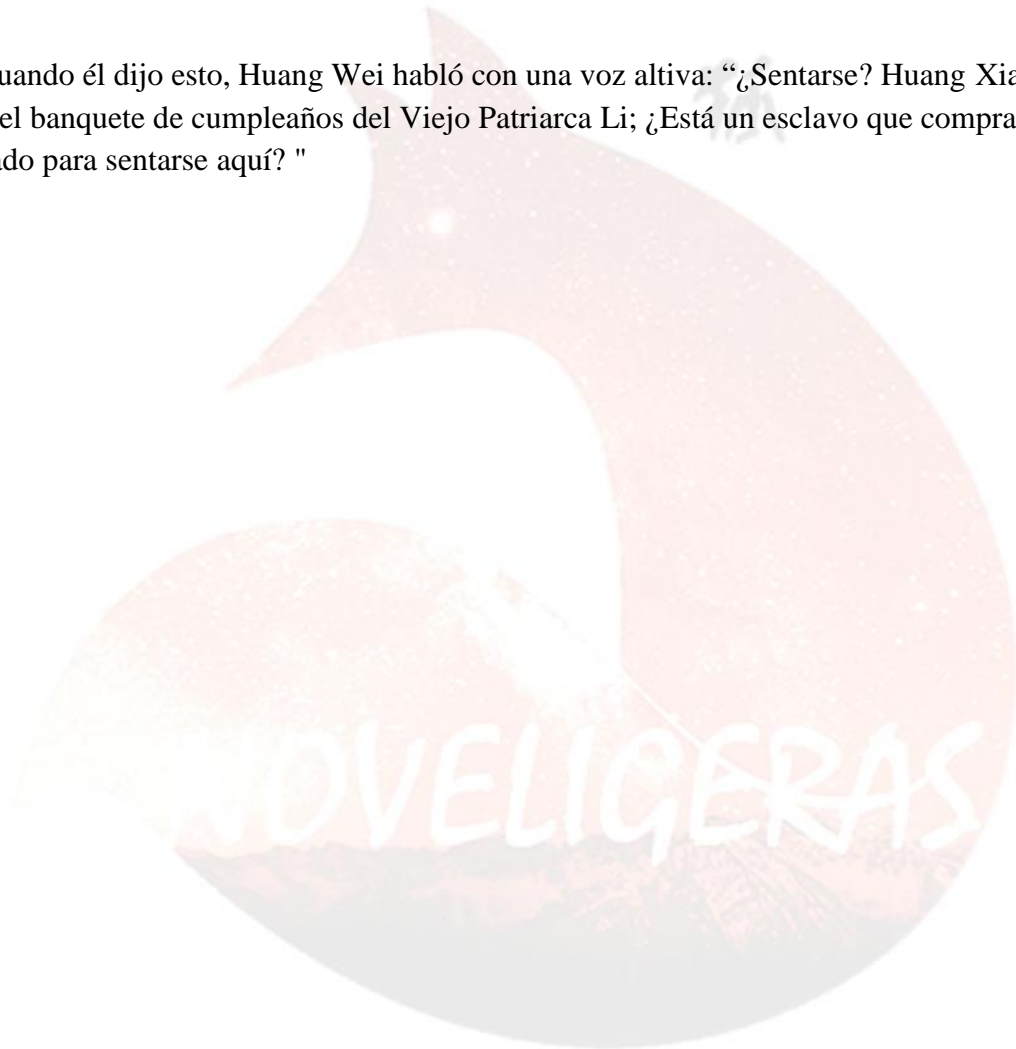 uando él dijo esto, Huang Wei habló con una voz altiva: “¿Sentarse? Huang Xia
el banquete de cumpleaños del Viejo Patriarca Li; ¿Está un esclavo que compra
ado para sentarse aquí? "
NOVELIGERAS